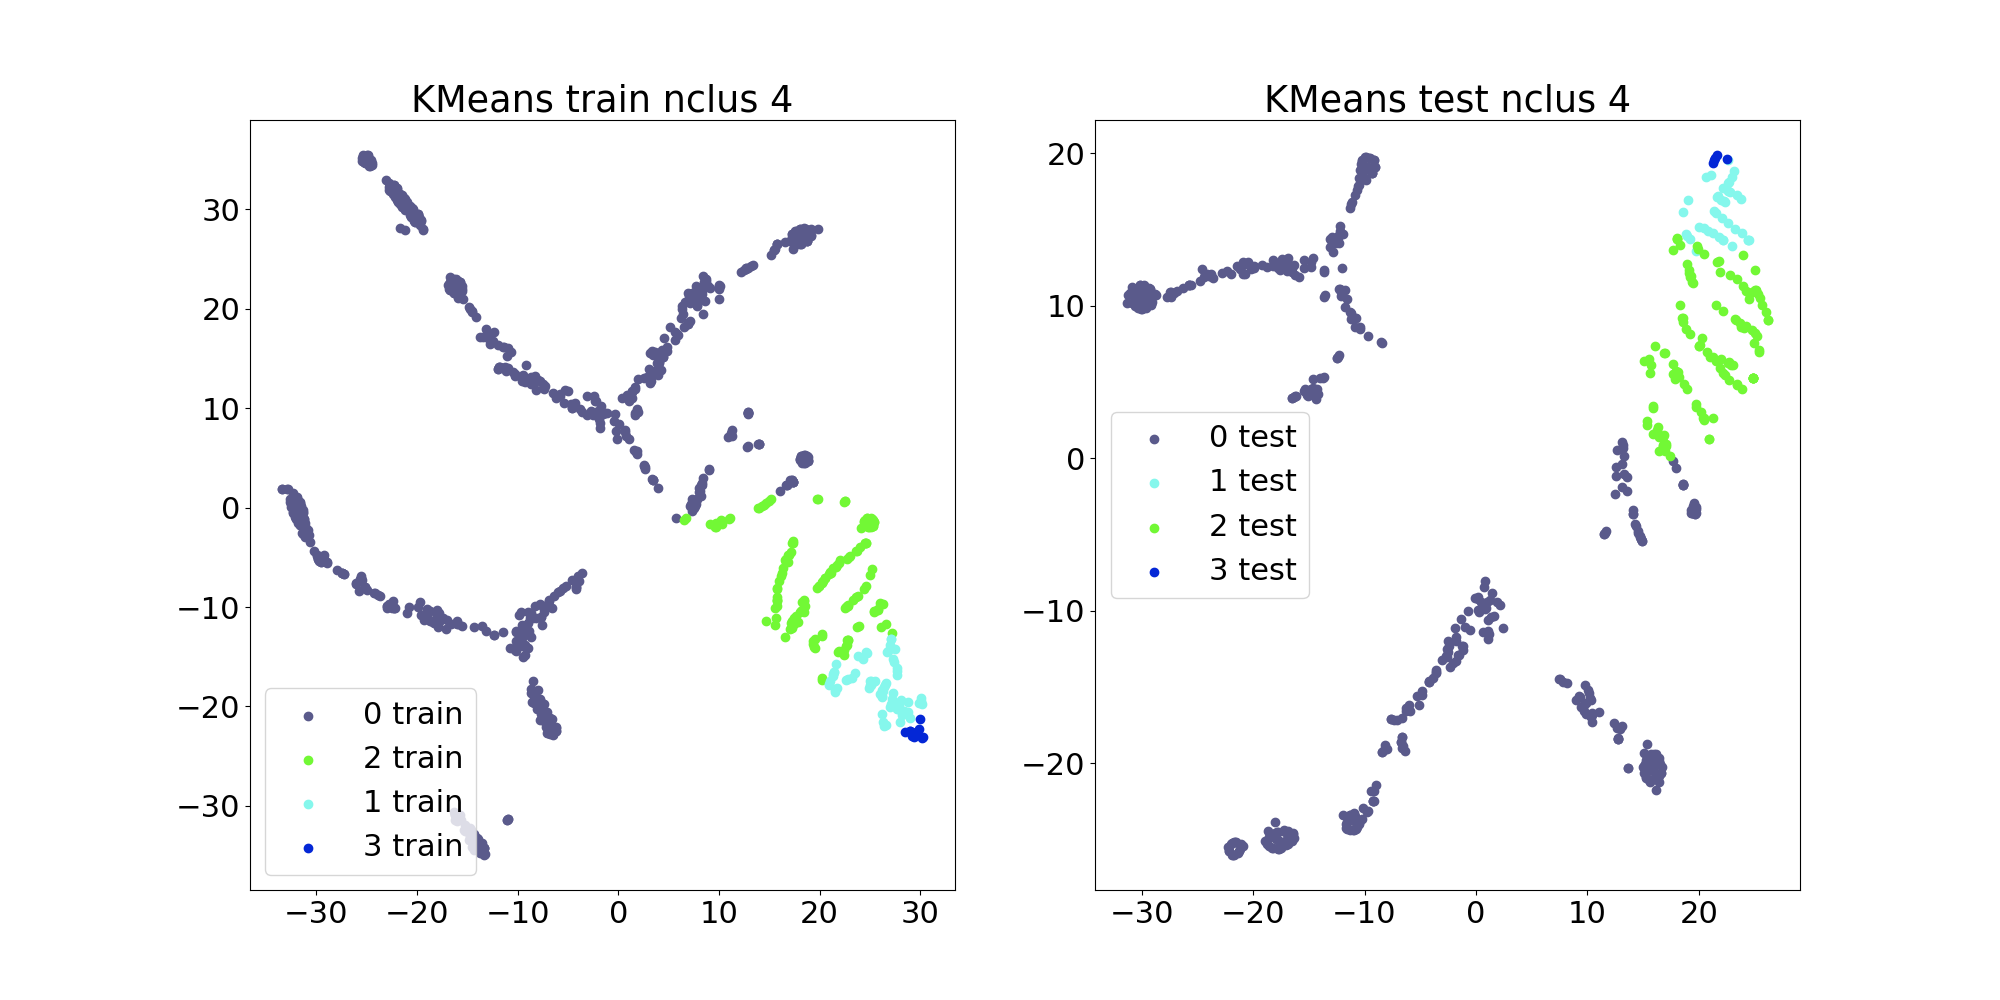 KMeans train nclus 4
30
20
10
0
−10
−20
−30
0 train
2 train
1 train
3 train
−30 −20 −10 0 10 20 30
KMeans test nclus 4
20
10
0
−10
−20
0 test
1 test
2 test
3 test
−30 −20 −10 0 10 20